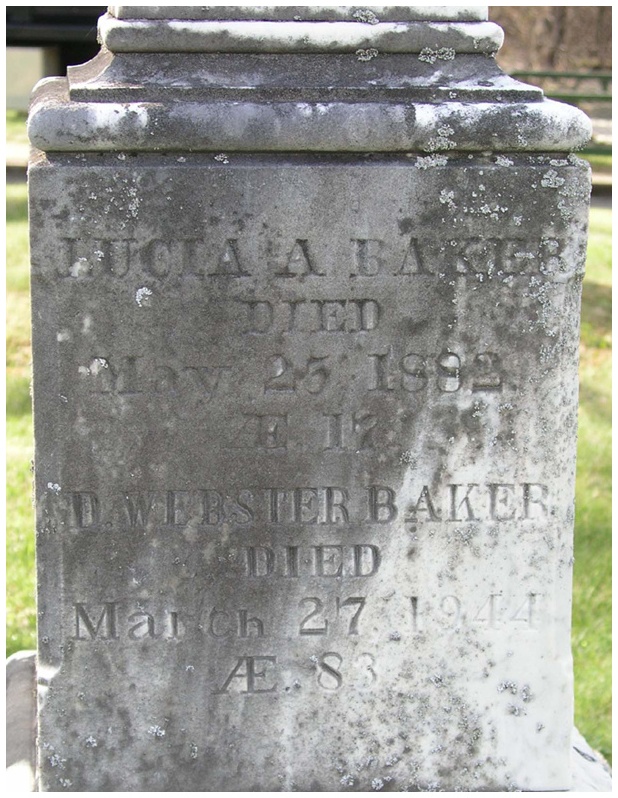 LUCIA A BAKER
DIED
May 25 1882
Æ 17
D. WEBSTER BAKER
DIED
March 27 1944
Æ. 83